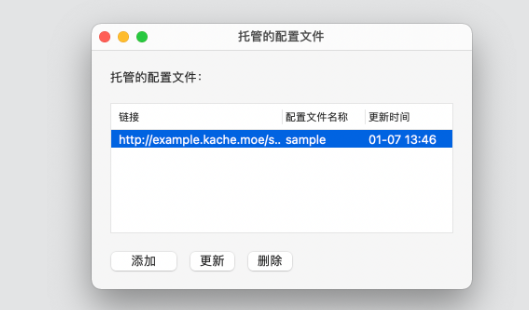 托管的配置文件
托管的配置文件:
链接 配置文件名称 更新时间
http://example.kache.moe/s.. sample 01-07 13:46
添加 更新 删除